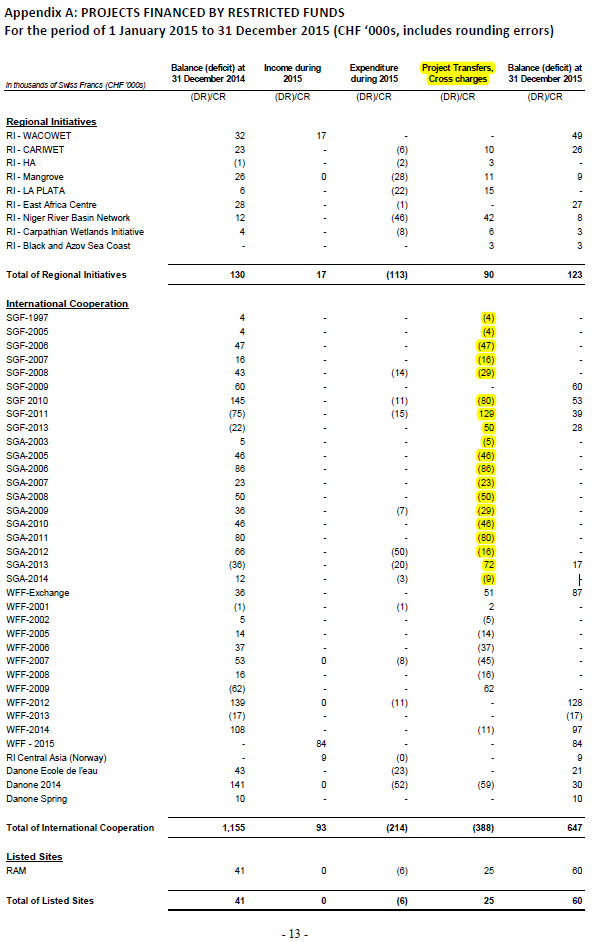 Appendix A: PROJECTS FINANCED BY RESTRICTED FUNDS
For the period of 1 January 2015 to 31 December 2015 (CHF ‘000s, includes rounding errors)
In thousands of Swiss Francs (CHF '000s) Balance (deficit) at 31 December 2014 Income during 2015 Expenditure during 2015 Project Transfers, Cross charges Balance (deficit) at 31 December 2015
(DR)/CR (DR)/CR (DR)/CR (DR)/CR (DR)/CR
Regional Initiatives
RI - WACOWET 32 17 - - 49
RI - CARIWET 23 - (6) 10 26
RI - HA (1) - (2) 3 -
RI - Mangrove 26 0 (28) 11 9
RI - LA PLATA 6 - (22) 15 -
RI - East Africa Centre 28 - (1) - 27
RI - Niger River Basin Network 12 - (46) 42 8
RI - Carpathian Wetlands Initiative 4 - (8) 6 3
RI - Black and Azov Sea Coast - - - 3 3
Total of Regional Initiatives 130 17 (113) 90 123
International Cooperation
SGF-1997 4 - - (4) -
SGF-2005 4 - - (4) -
SGF-2006 47 - - (47) -
SGF-2007 16 - - (16) -
SGF-2008 43 - (14) (29) -
SGF-2009 60 - - - 60
SGF 2010 145 - (11) (80) 53
SGF-2011 (75) - (15) 129 39
SGF-2013 (22) - - 50 28
SGA-2003 5 - - (5) -
SGA-2005 46 - - (46) -
SGA-2006 86 - - (86) -
SGA-2007 23 - - (23) -
SGA-2008 50 - - (50) -
SGA-2009 36 - (7) (29) -
SGA-2010 46 - - (46) -
SGA-2011 80 - - (80) -
SGA-2012 66 - (50) (16) -
SGA-2013 (36) - (20) 72 17
SGA-2014 12 - (3) (9) -
WFF-Exchange 36 - - 51 87
WFF-2001 (1) - (1) 2 -
WFF-2002 5 - - (5) -
WFF-2005 14 - - (14) -
WFF-2006 37 - - (37) -
WFF-2007 53 0 (8) (45) -
WFF-2008 16 - - (16) -
WFF-2009 (62) - - 62 -
WFF-2012 139 0 (11) - 128
WFF-2013 (17) - - - (17)
WFF-2014 108 - - (11) 97
WFF - 2015 - 84 - - 84
RI Central Asia (Norway) - 9 (0) - 9
Danone Ecole de l'eau 43 - (23) - 21
Danone 2014 141 0 (52) (59) 30
Danone Spring 10 - - - 10
Total of International Cooperation 1,155 93 (214) (388) 647
Listed Sites
RAM 41 0 (6) 25 60
Total of Listed Sites 41 0 (6) 25 60
- 13 -